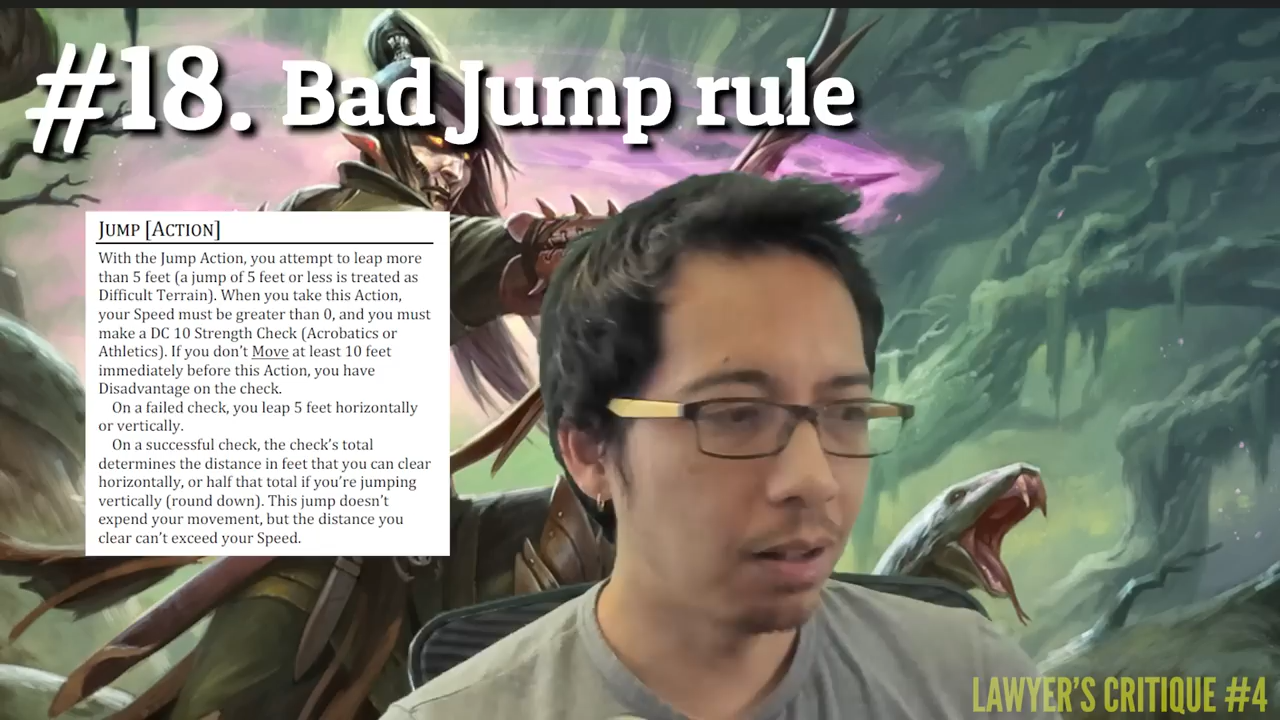 #18. Bad Jump rule
JUMP [ACTION]
With the Jump Action, you attempt to leap more
than 5 feet (a jump of 5 feet or less is treated as
Difficult Terrain). When you take this Action,
your Speed must be greater than 0, and you must
make a DC 10 Strength Check (Acrobatics or
Athletics). If you don't Move at least 10 feet
immediately before this Action, you have
Disadvantage on the check.
On a failed check, you leap 5 feet horizontally
or vertically.
On a successful check, the check's total
determines the distance in feet that you can clear
horizontally, or half that total if you're jumping
vertically (round down). This jump doesn't
expend your movement, but the distance you
clear can't exceed your Speed.
LAWYER'S CRITIQUE #4